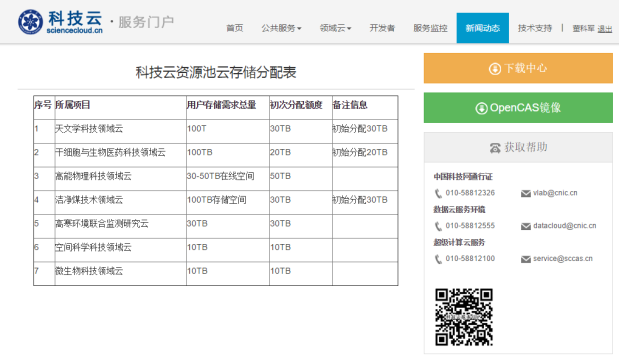 科技云·服务门户
sciencecloud.cn
首页 公共服务 领域云 开发者 服务监控 新闻动态 技术支持 | 董科军 退出
科技云资源池云存储分配表
序号 所属项目 用户存储需求总量 初次分配额度 备注信息
1 天文学科技领域云 100T 30TB 初始分配30TB
2 干细胞与生物医药科技领域云 100TB 20TB 初始分配20TB
3 高能物理科技领域云 30-50TB在线空间 50TB
4 洁净煤技术领域云 100TB存储空间 30TB 初始分配30TB
5 高寒环境联合监测研究云 30TB 30TB
6 空间科学科技领域云 10TB 10TB
7 微生物科技领域云 10TB 10TB
下载中心
OpenCAS镜像
获取帮助
中国科技网通行证
010-58812326 vlab@cnic.cn
数据云服务环境
010-58812555 datacloud@cnic.cn
超级计算云服务
010-58812100 service@sccas.cn